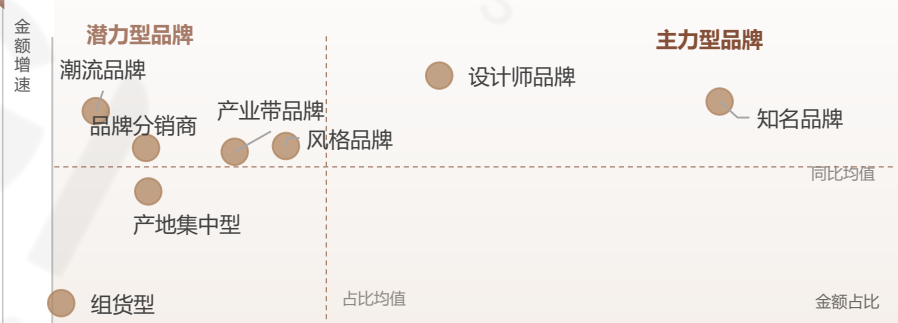 金额增速
潜力型品牌
主力型品牌
潮流品牌
设计师品牌
品牌分销商
产业带品牌
知名品牌
风格品牌
同比均值
产地集中型
占比均值
组货型
金额占比